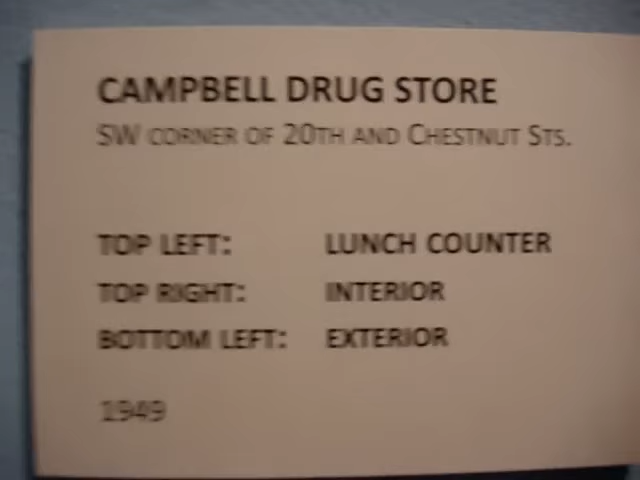 CAMPBELL DRUG STORE
SW CORNER OF 20TH AND CHESTNUT STS.
TOP LEFT: LUNCH COUNTER
TOP RIGHT: INTERIOR
BOTTOM LEFT: EXTERIOR
1949